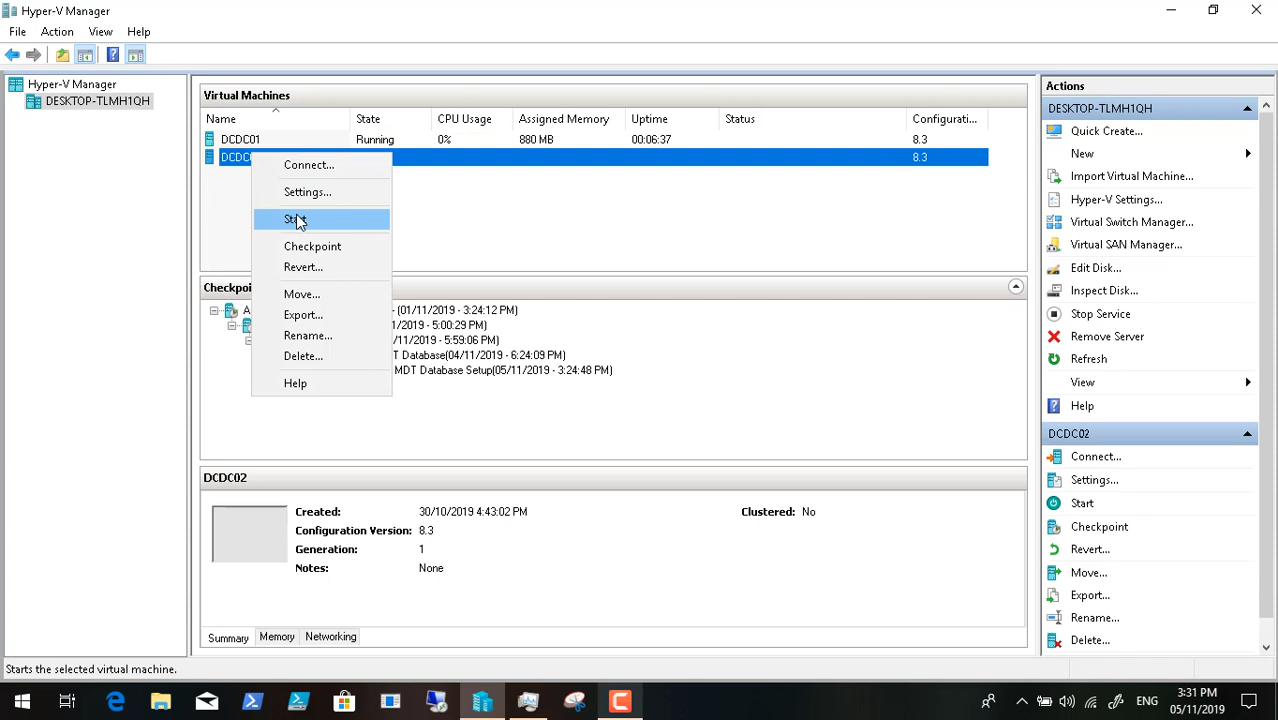 Hyper-V Manager
File Action View Help
Hyper-V Manager
DESKTOP-TLMH1QH
Virtual Machines
Name State CPU Usage Assigned Memory Uptime Status Configurati...
DCDC01 Running 0% 880 MB 00:06:37 8.3
8.3
Connect...
Settings...
Start
Checkpoint
Revert...
Move...
Export...
Rename...
Delete...
Help
(01/11/2019 - 3:24:12 PM)
/11/2019 - 5:00:29 PM)
/11/2019 - 5:59:06 PM)
T Database(04/11/2019 - 6:24:09 PM)
MDT Database Setup(05/11/2019 - 3:24:48 PM)
DCDC02
Created: 30/10/2019 4:43:02 PM Clustered: No
Configuration Version: 8.3
Generation: 1
Notes: None
Summary Memory Networking
Actions
DESKTOP-TLMH1QH
Quick Create...
New
Import Virtual Machine...
Hyper-V Settings...
Virtual Switch Manager...
Virtual SAN Manager...
Edit Disk...
Inspect Disk...
Stop Service
Remove Server
Refresh
View
Help
DCDC02
Connect...
Settings...
Start
Checkpoint
Revert...
Move...
Export...
Rename...
Delete...
Starts the selected virtual machine.
ENG
3:31 PM
05/11/2019